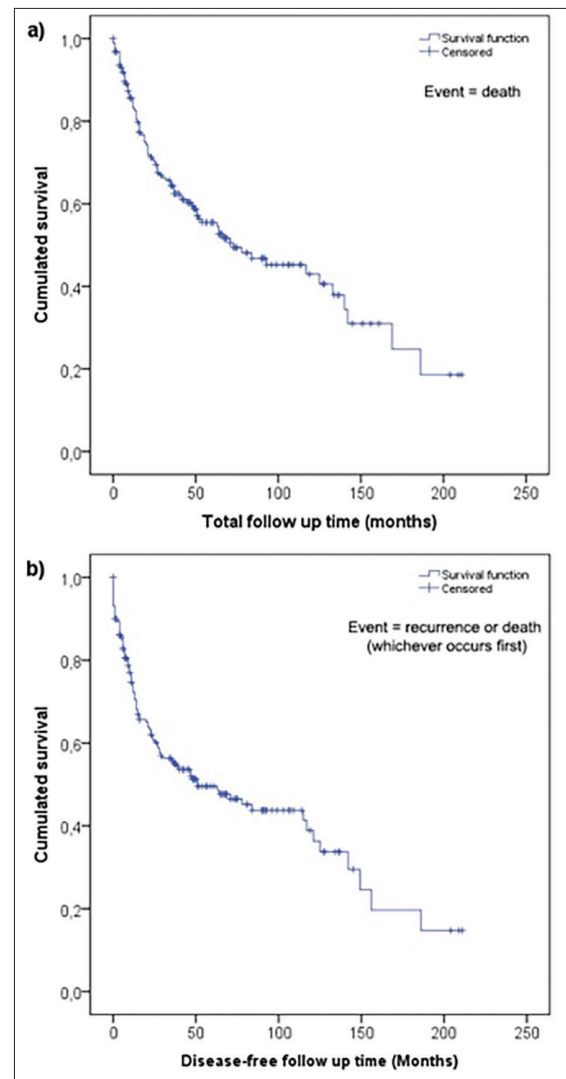 a)
Survival function
Censored
Event = death
Cumulated survival
1,0
0,8
0,6
0,4
0,2
0,0
0 50 100 150 200 250
Total follow up time (months)
b)
Survival function
Censored
Event = recurrence or death
(whichever occurs first)
Cumulated survival
1,0
0,8
0,6
0,4
0,2
0,0
0 50 100 150 200 250
Disease-free follow up time (Months)